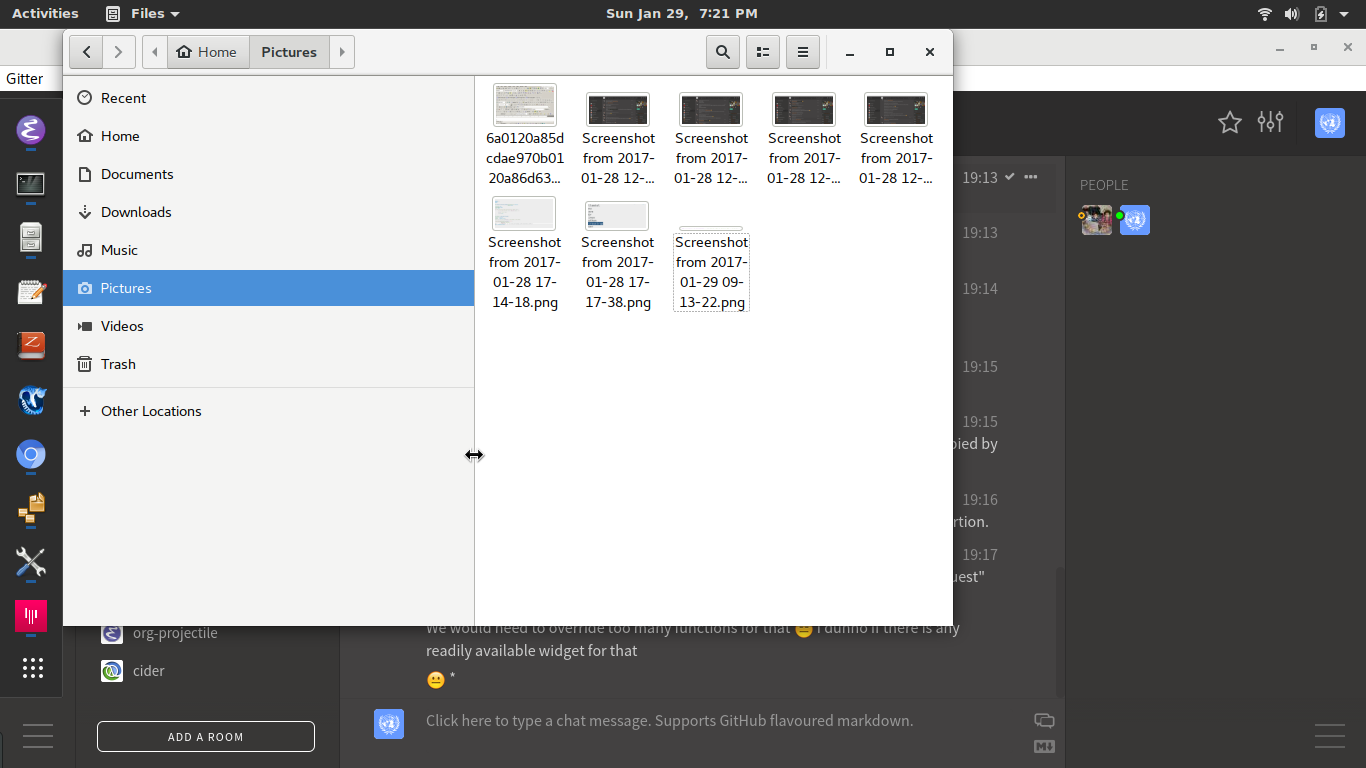 Activities
Files
Sun Jan 29, 7:21 PM
Home
Pictures
Gitter
Recent
Home
Documents
Downloads
Music
Pictures
Videos
Trash
Other Locations
6a0120a85d
cdae970b01
20a86d63...
Screenshot
from 2017-
01-28 12-...
Screenshot
from 2017-
01-28 12-...
Screenshot
from 2017-
01-28 12-...
Screenshot
from 2017-
01-28 12-...
Screenshot
from 2017-
01-28 17-
14-18.png
Screenshot
from 2017-
01-28 17-
17-38.png
Screenshot
from 2017-
01-29 09-
13-22.png
19:13
19:13
19:14
19:15
19:15
pied by
19:16
rtion.
19:17
uest"
PEOPLE
org-projectile
cider
ADD A ROOM
We would need to override too many functions for that 😐 I dunno if there is any
readily available widget for that
😐 *
Click here to type a chat message. Supports GitHub flavoured markdown.
M